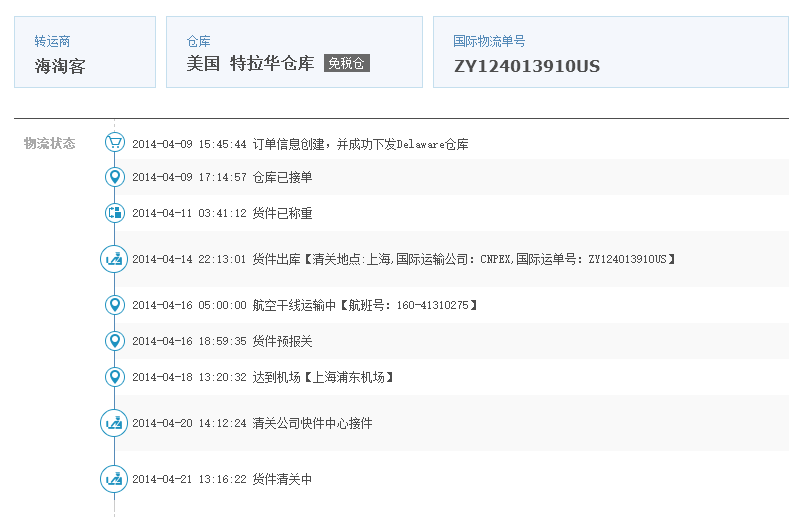 转运商
海淘客
仓库
美国 特拉华仓库 免税仓
国际物流单号
ZY124013910US
物流状态
2014-04-09 15:45:44 订单信息创建，并成功下发Delaware仓库
2014-04-09 17:14:57 仓库已接单
2014-04-11 03:41:12 货件已称重
2014-04-14 22:13:01 货件出库【清关地点:上海,国际运输公司：CNPEX,国际运单号：ZY124013910US】
2014-04-16 05:00:00 航空干线运输中【航班号：160-41310275】
2014-04-16 18:59:35 货件预报关
2014-04-18 13:20:32 达到机场【上海浦东机场】
2014-04-20 14:12:24 清关公司快件中心接件
2014-04-21 13:16:22 货件清关中